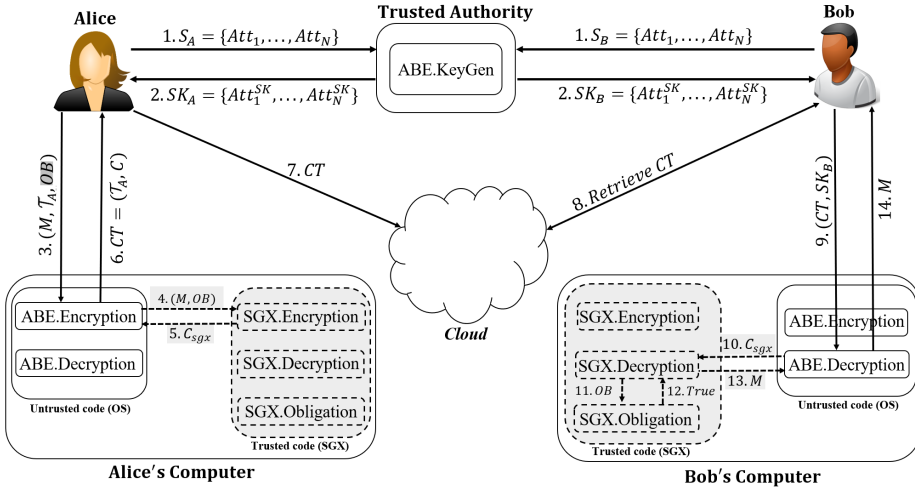 Alice
Trusted Authority
Bob
1. S_A = {Att_1, . . . , Att_N}
1. S_B = {Att_1, . . . , Att_N}
ABE.KeyGen
2. SK_A = {Att_1^SK, . . . , Att_N^SK}
2. SK_B = {Att_1^SK, . . . , Att_N^SK}
3. (M, T_A, OB)
6. CT = (T_A, C)
7. CT
8. Retrieve CT
9. (CT, SK_B)
14. M
Cloud
ABE.Encryption
4. (M, OB)
5. C_sgx
SGX.Encryption
ABE.Decryption
SGX.Decryption
SGX.Obligation
Untrusted code (OS)
Trusted code (SGX)
Alice's Computer
SGX.Encryption
ABE.Encryption
10. C_sgx
SGX.Decryption
ABE.Decryption
13. M
11. OB
12. True
SGX.Obligation
Untrusted code (OS)
Trusted code (SGX)
Bob's Computer